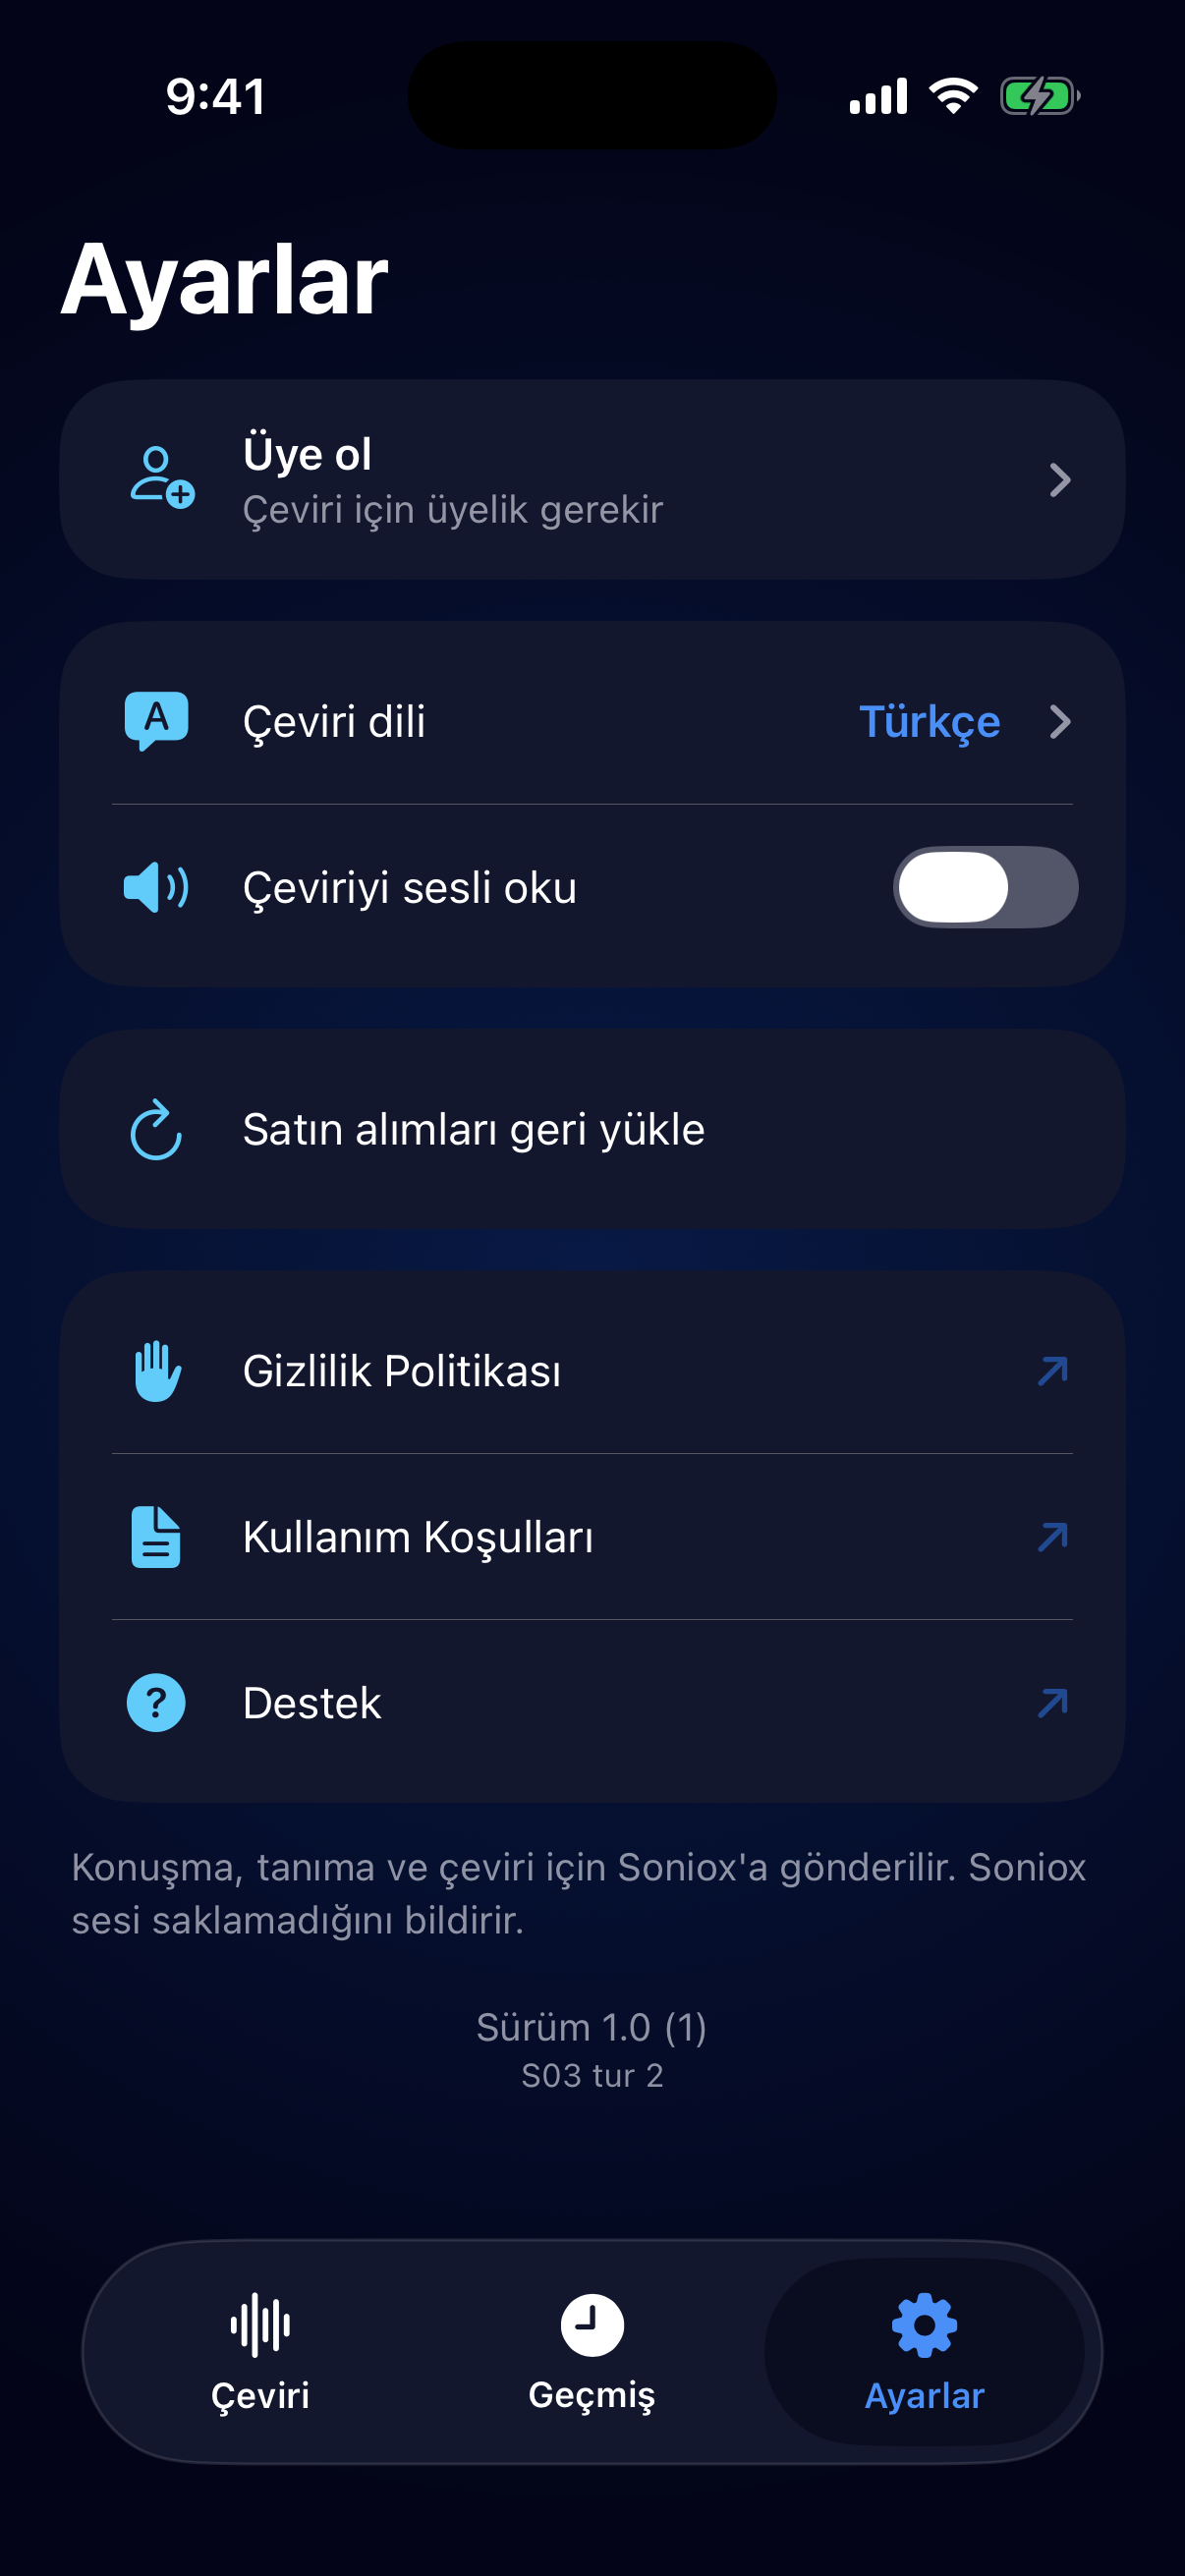 9:41
Ayarlar
Üye ol
Çeviri için üyelik gerekir
A
Çeviri dili
Türkçe
Çeviriyi sesli oku
Satın alımları geri yükle
Gizlilik Politikası
Kullanım Koşulları
?
Destek
Konuşma, tanıma ve çeviri için Soniox'a gönderilir. Soniox
sesi saklamadığını bildirir.
Sürüm 1.0 (1)
S03 tur 2
Çeviri
Geçmiş
Ayarlar